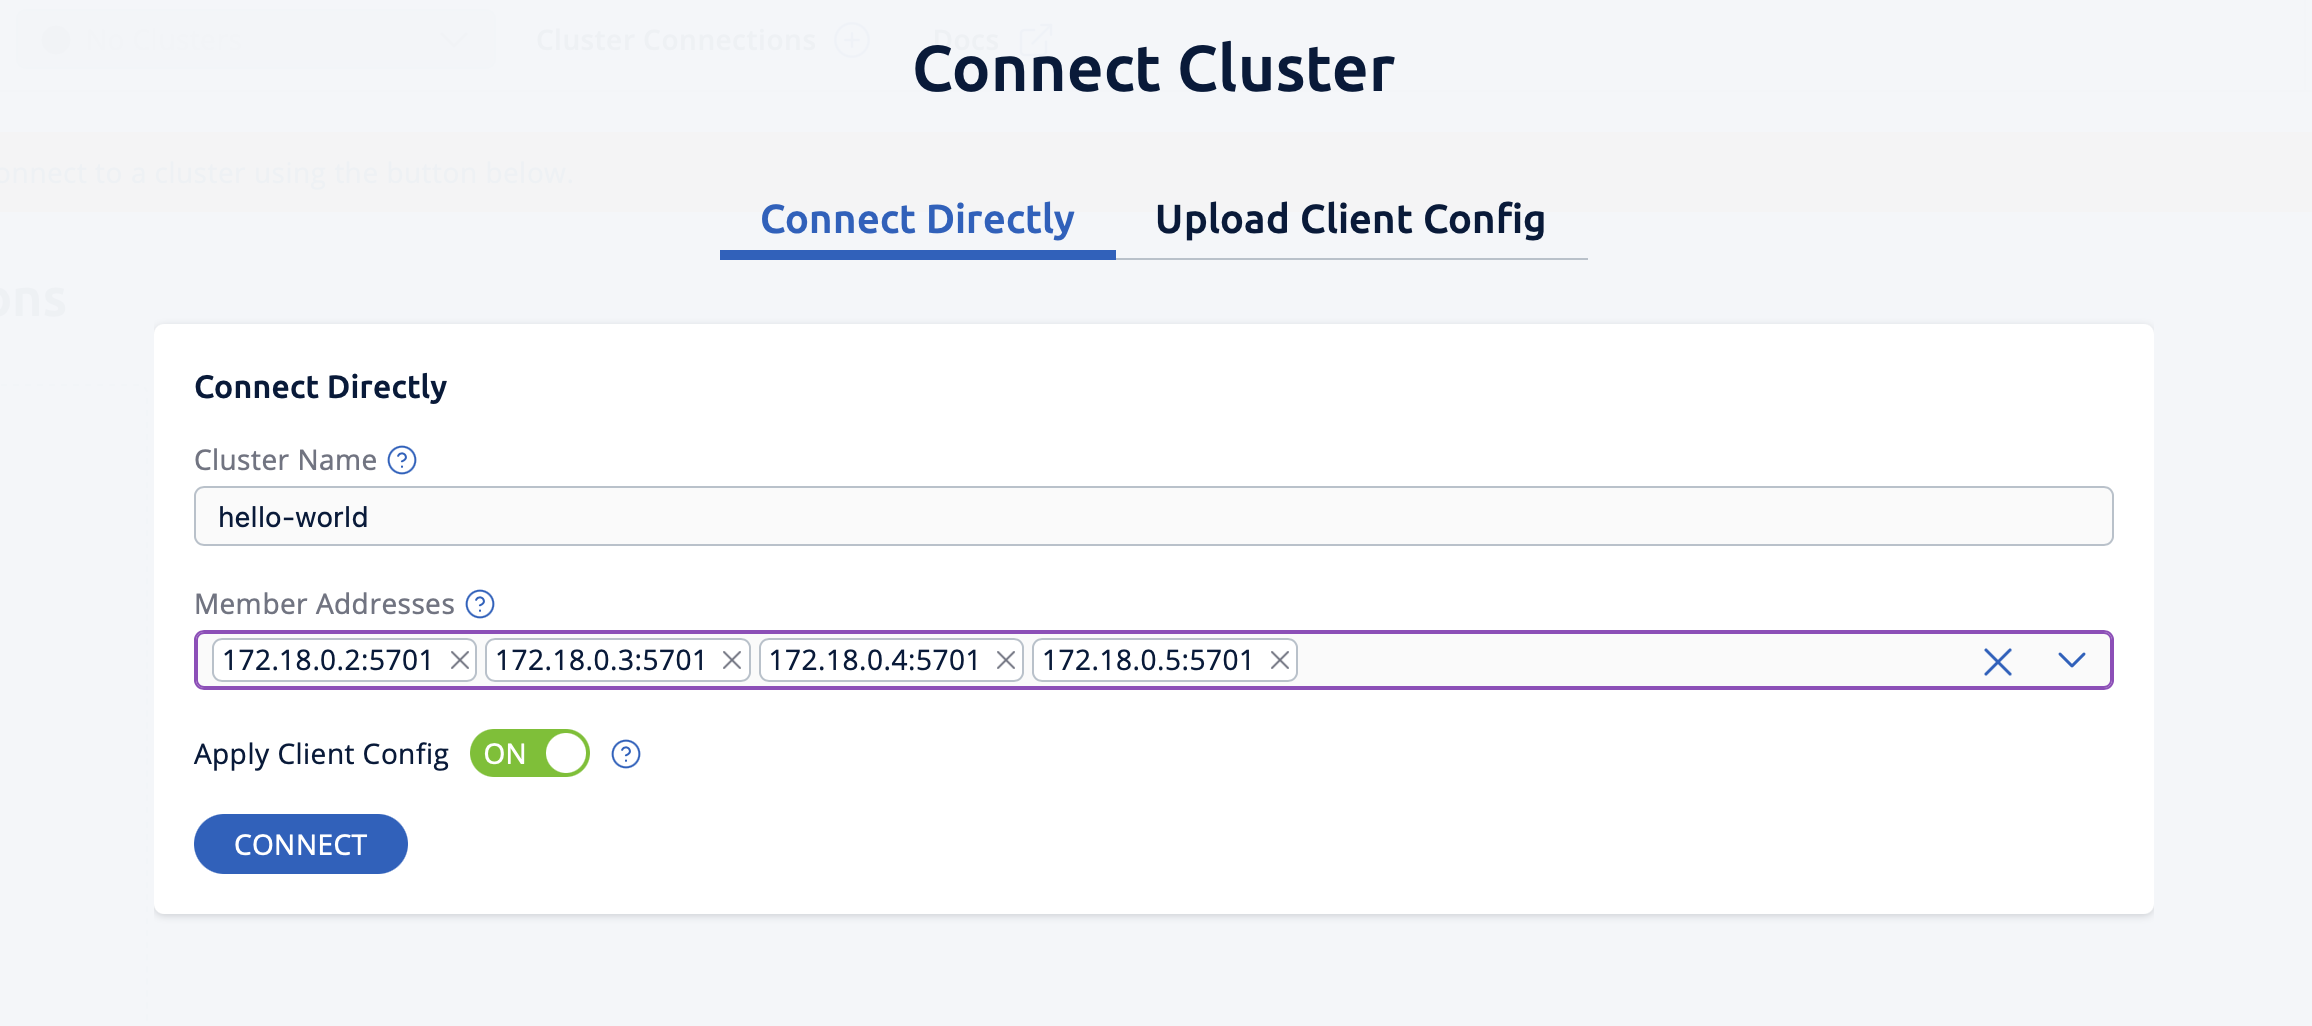 Cluster Connections Docs
Connect Cluster
onnect to a cluster using the button below.
Connect Directly Upload Client Config
ons
Connect Directly
Cluster Name ?
hello-world
Member Addresses ?
172.18.0.2:5701 172.18.0.3:5701 172.18.0.4:5701 172.18.0.5:5701
Apply Client Config ON ?
CONNECT